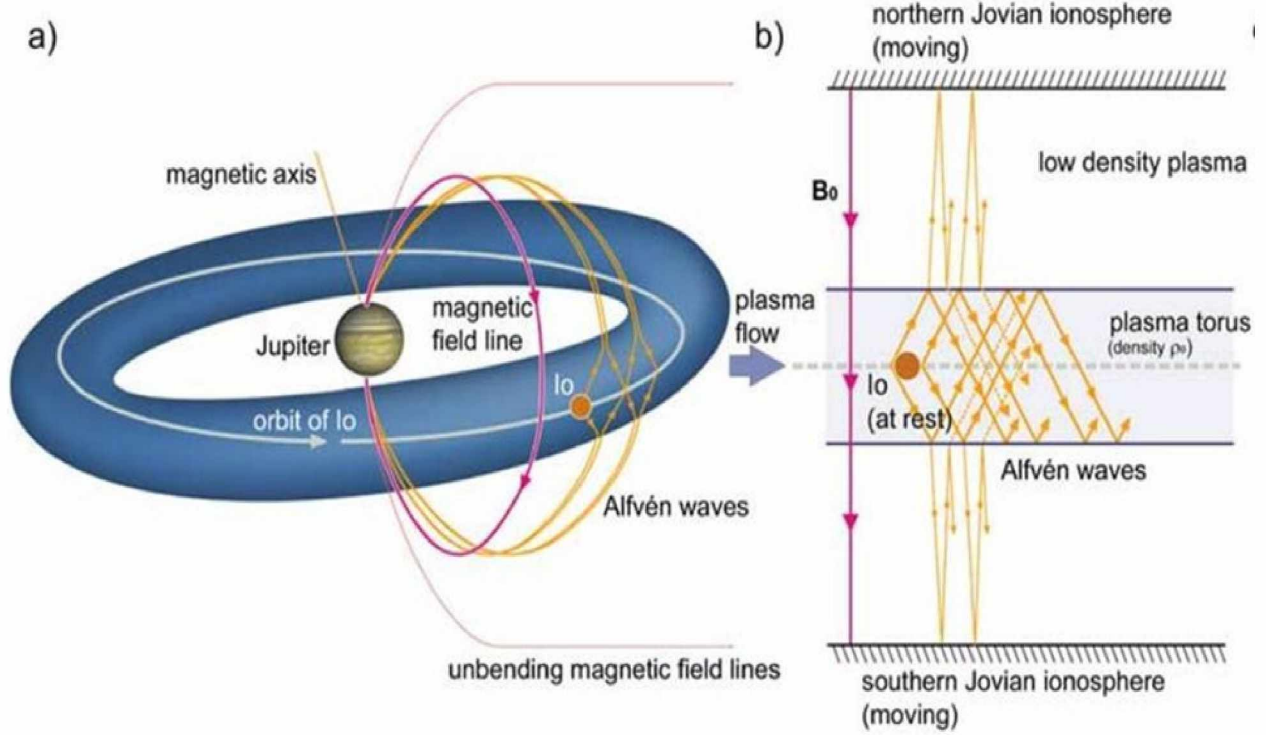 a)
magnetic axis
Jupiter
magnetic
field line
orbit of Io
Io
Alfvén waves
unbending magnetic field lines
plasma
flow
b)
northern Jovian ionosphere
(moving)
low density plasma
B₀
plasma torus
(density ρ₀)
Io
(at rest)
Alfvén waves
southern Jovian ionosphere
(moving)